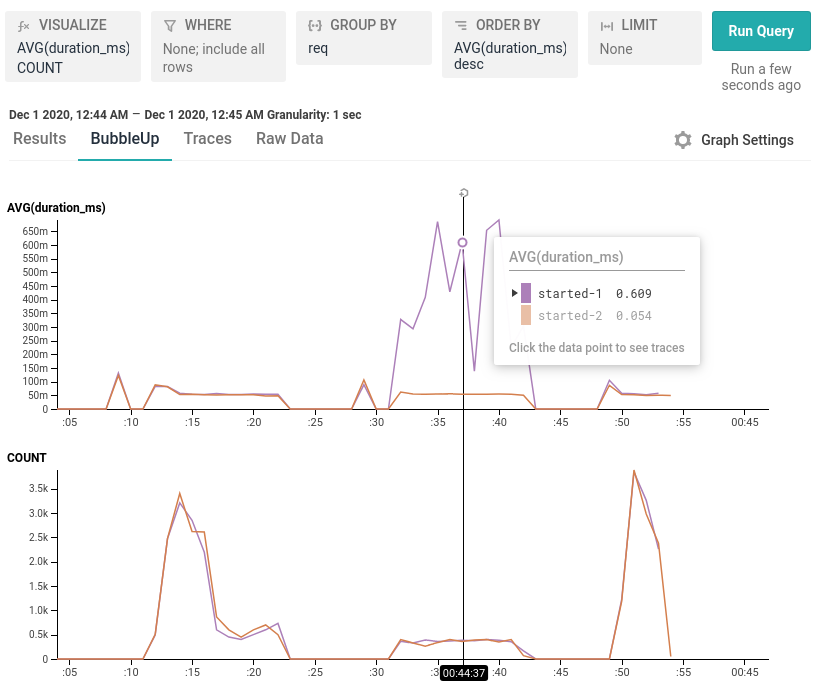 VISUALIZE
AVG(duration_ms)
COUNT
WHERE
None; include all
rows
GROUP BY
req
ORDER BY
AVG(duration_ms)
desc
LIMIT
None
Run Query
Run a few
seconds ago
Dec 1 2020, 12:44 AM – Dec 1 2020, 12:45 AM Granularity: 1 sec
Results BubbleUp Traces Raw Data Graph Settings
AVG(duration_ms)
650m
600m
550m
500m
450m
400m
350m
300m
250m
200m
150m
100m
50m
0
:05 :10 :15 :20 :25 :30 :35 :40 :45 :50 :55 00:45
AVG(duration_ms)
started-1 0.609
started-2 0.054
Click the data point to see traces
COUNT
3.5k
3.0k
2.5k
2.0k
1.5k
1.0k
0.5k
0
:05 :10 :15 :20 :25 :30 :3 00:44:37 :40 :45 :50 :55 00:45